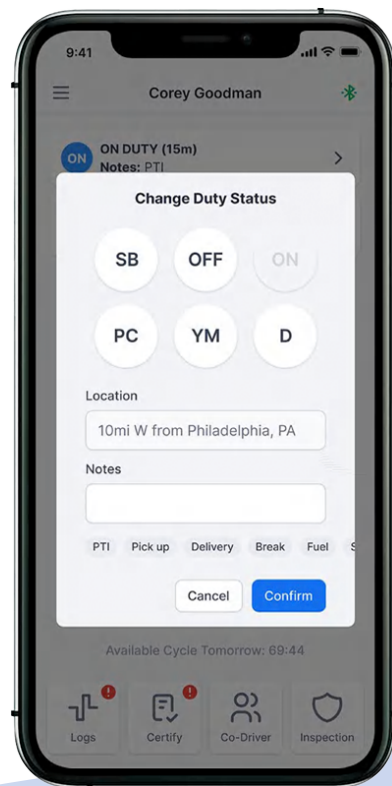 9:41
Corey Goodman
ON
ON DUTY (15m)
Notes: PTI
Change Duty Status
SB OFF ON
PC YM D
Location
10mi W from Philadelphia, PA
Notes
PTI Pick up Delivery Break Fuel S
Cancel Confirm
Available Cycle Tomorrow: 69:44
Logs Certify Co-Driver Inspection